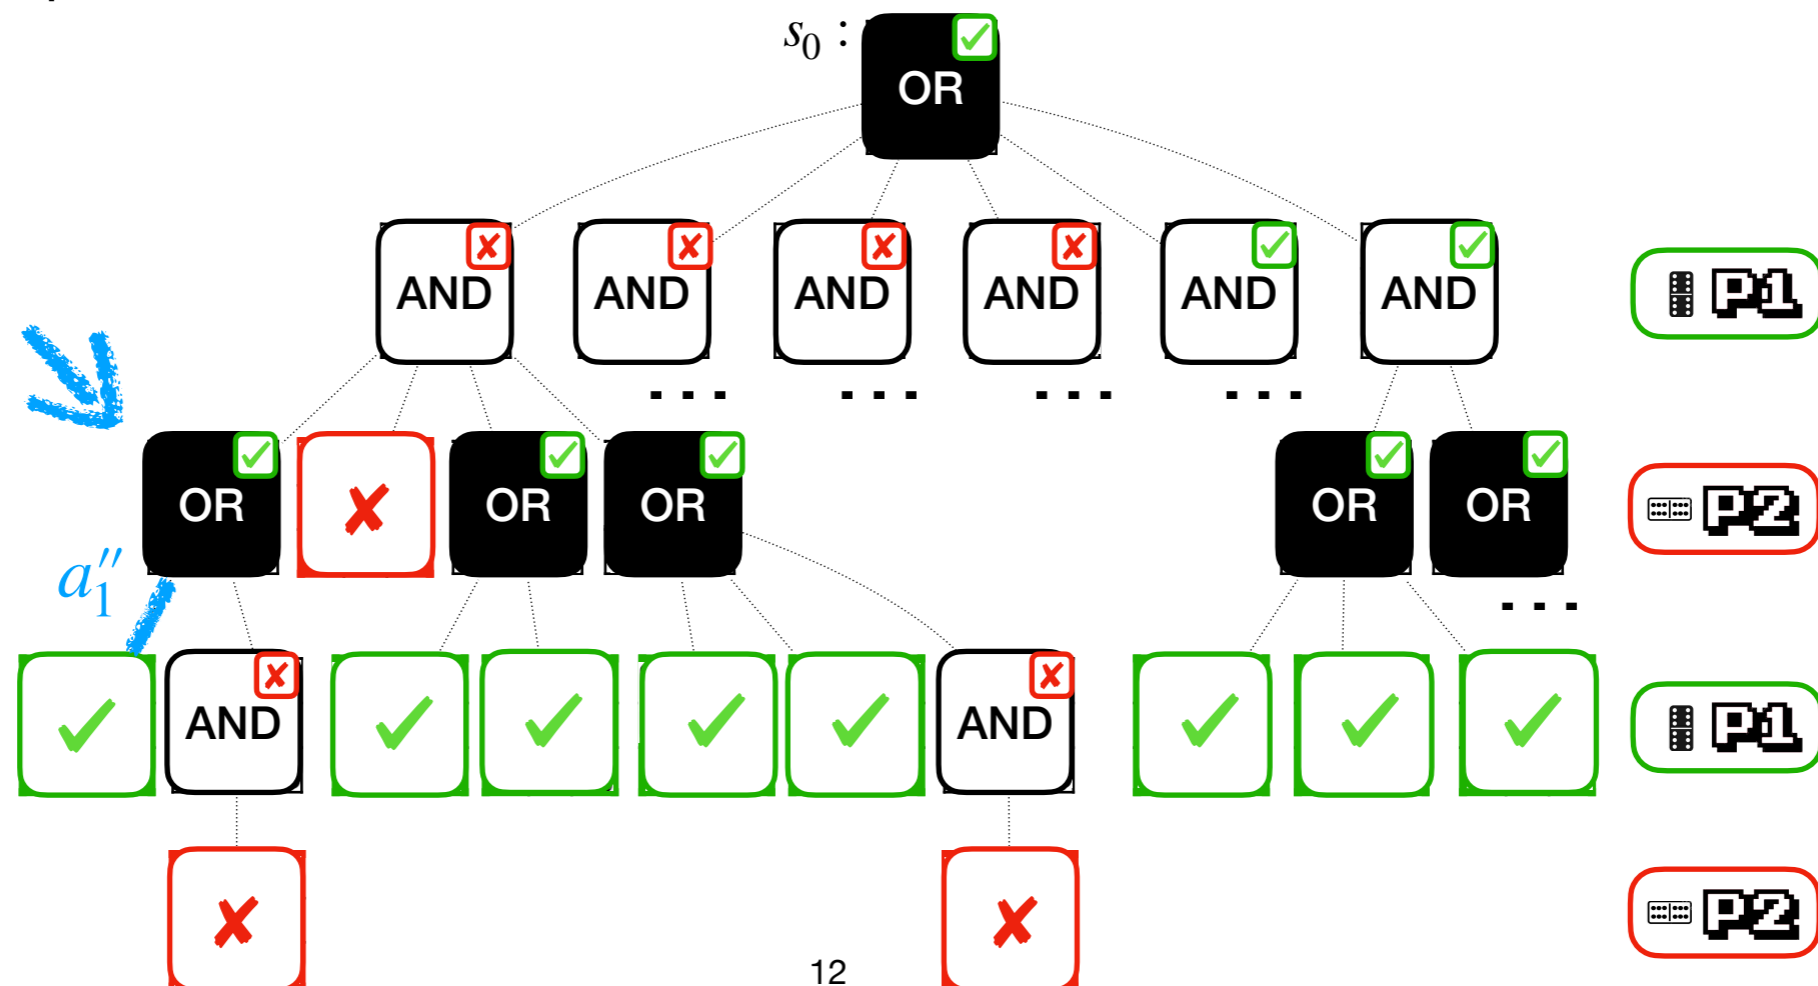 s₀ :
OR
AND AND AND AND AND AND P1
... ... ... ...
OR OR OR OR OR P2
a₁″
...
AND AND P1
P2
12